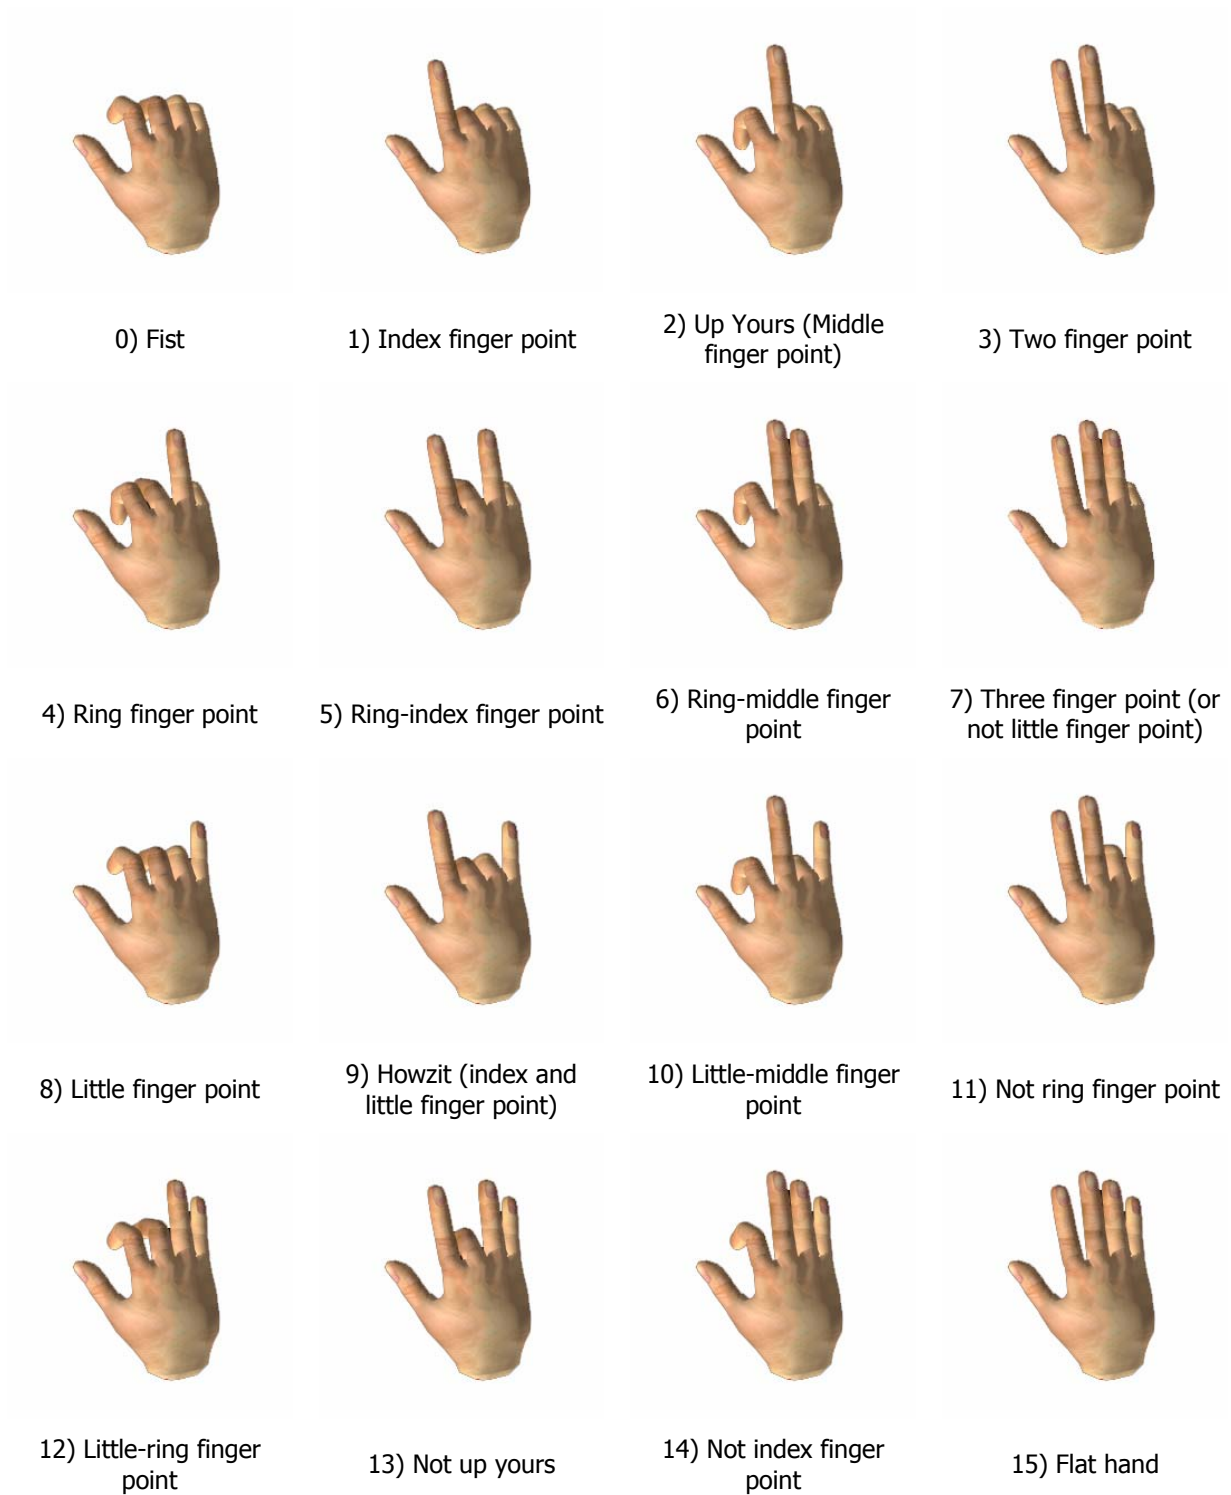 0) Fist
1) Index finger point
2) Up Yours (Middle
finger point)
3) Two finger point
4) Ring finger point
5) Ring-index finger point
6) Ring-middle finger
point
7) Three finger point (or
not little finger point)
8) Little finger point
9) Howzit (index and
little finger point)
10) Little-middle finger
point
11) Not ring finger point
12) Little-ring finger
point
13) Not up yours
14) Not index finger
point
15) Flat hand